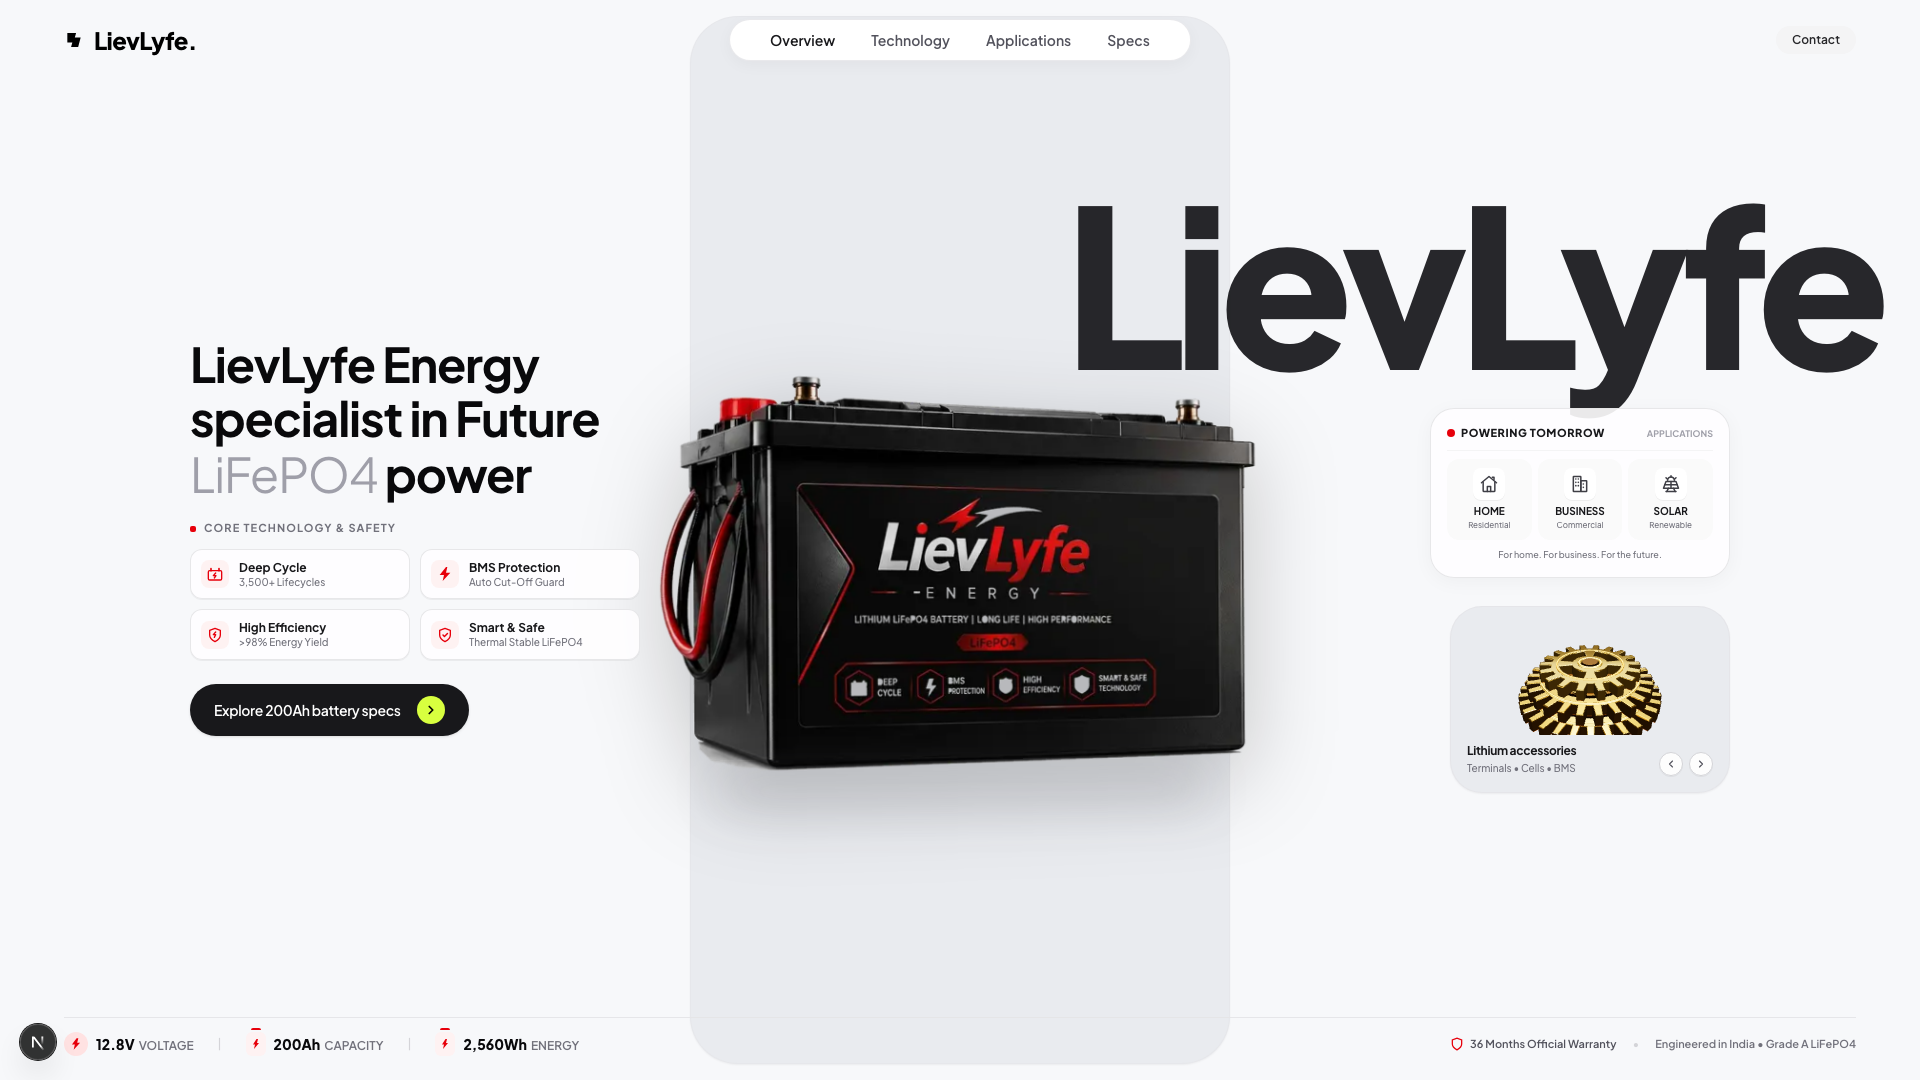 LievLyfe.
Overview
Technology
Applications
Specs
Contact
LievLyfe
LievLyfe Energy
specialist in Future
LiFePO4 power
CORE TECHNOLOGY & SAFETY
Deep Cycle
3,500+ Lifecycles
BMS Protection
Auto Cut-Off Guard
High Efficiency
>98% Energy Yield
Smart & Safe
Thermal Stable LiFePO4
Explore 200Ah battery specs
LievLyfe
-ENERGY
LITHIUM LiFePO4 BATTERY | LONG LIFE | HIGH PERFORMANCE
LiFePO4
DEEP
CYCLE
BMS
PROTECTION
HIGH
EFFICIENCY
SMART & SAFE
TECHNOLOGY
POWERING TOMORROW
APPLICATIONS
HOME
Residential
BUSINESS
Commercial
SOLAR
Renewable
For home. For business. For the future.
Lithium accessories
Terminals • Cells • BMS
N
12.8V VOLTAGE
200Ah CAPACITY
2,560Wh ENERGY
36 Months Official Warranty
Engineered in India • Grade A LiFePO4